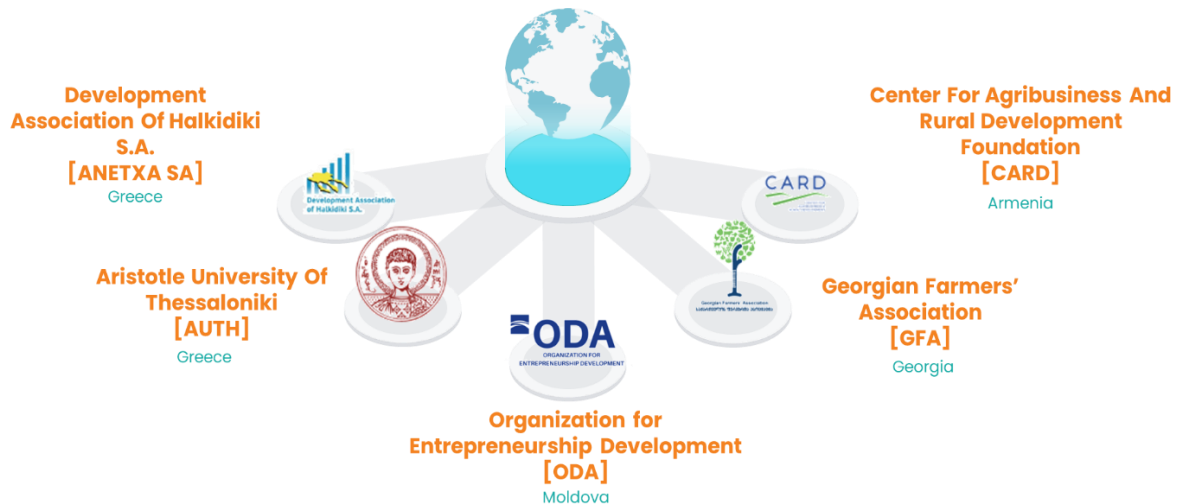 Development
Association Of Halkidiki
S.A.
[ANETXA SA]
Greece
Development Association
of Halkidiki S.A.
Center For Agribusiness And
Rural Development
Foundation
[CARD]
Armenia
CARD
Aristotle University Of
Thessaloniki
[AUTH]
Greece
Georgian Farmers' Association
Georgian Farmers’
Association
[GFA]
Georgia
ODA
ORGANIZATION FOR
ENTREPRENEURSHIP DEVELOPMENT
Organization for
Entrepreneurship Development
[ODA]
Moldova